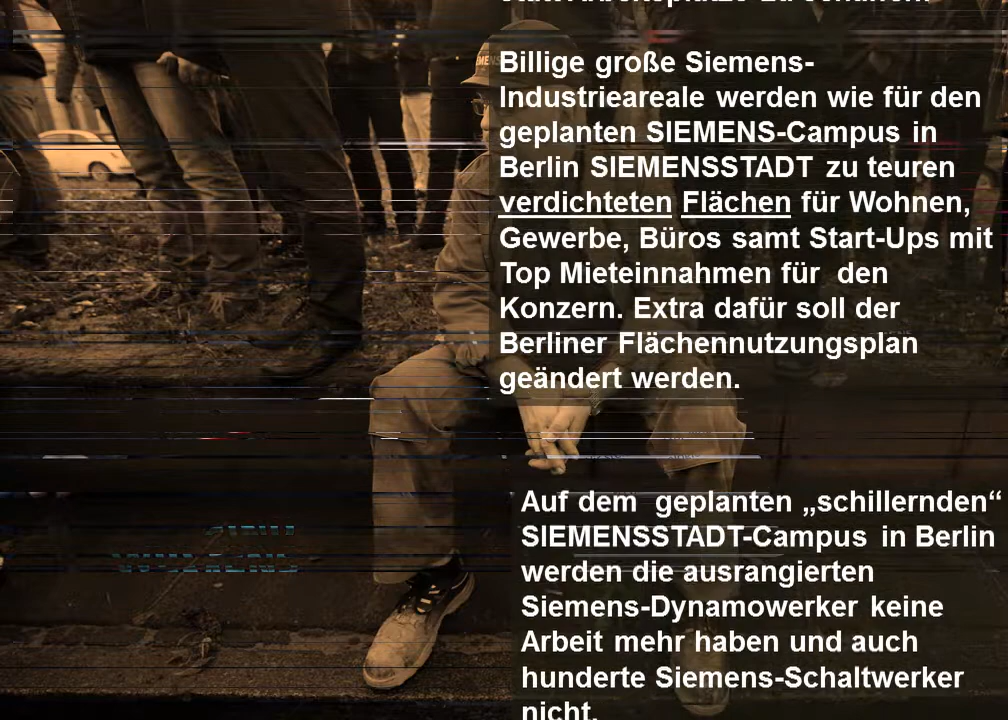 Billige große Siemens-
Industrieareale werden wie für den
geplanten SIEMENS-Campus in
Berlin SIEMENSSTADT zu teuren
verdichteten Flächen für Wohnen,
Gewerbe, Büros samt Start-Ups mit
Top Mieteinnahmen für den
Konzern. Extra dafür soll der
Berliner Flächennutzungsplan
geändert werden.
Auf dem geplanten „schillernden“
SIEMENSSTADT-Campus in Berlin
werden die ausrangierten
Siemens-Dynamowerker keine
Arbeit mehr haben und auch
hunderte Siemens-Schaltwerker
nicht.